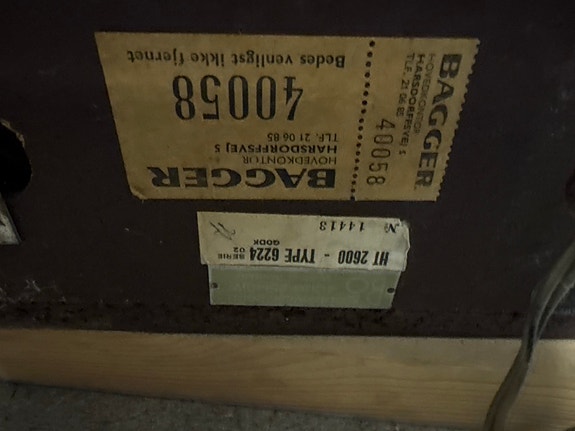 BAGGER
HOVEDKONTOR
HARSDORFFSVEJ 5
TLF. 21 06 85
40058
Bedes venligst ikke fjernet
BAGGER
HOVEDKONTOR
HARSDORFFSVEJ 5
TLF. 21 06 85
40058
HT 2600 - TYPE 6224 SERIE 02
GODK
Nº 14413